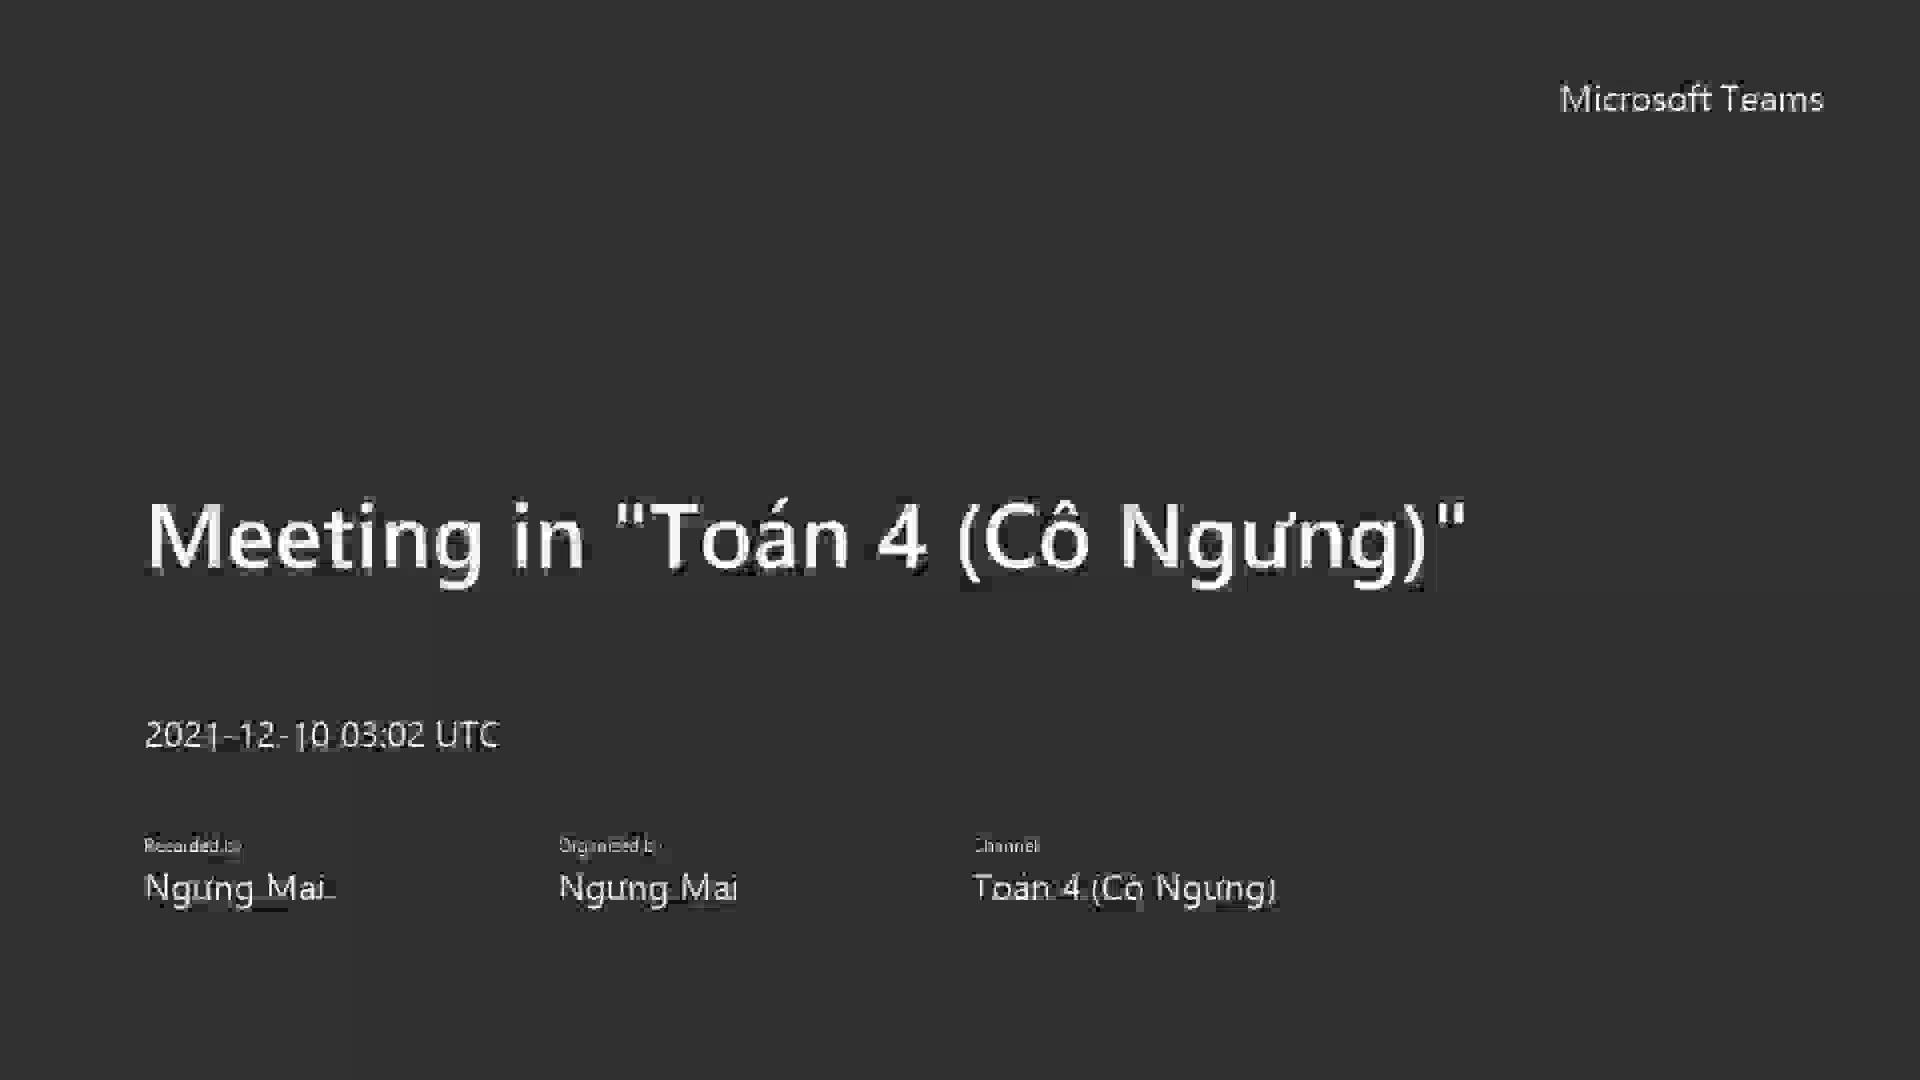 Microsoft Teams
Meeting in "Toán 4 (Cô Ngưng)"
2021-12-10 03:02 UTC
Recorded by
Organized by
Channel
Ngưng Mai
Ngưng Mai
Toán 4 (Cô Ngưng)